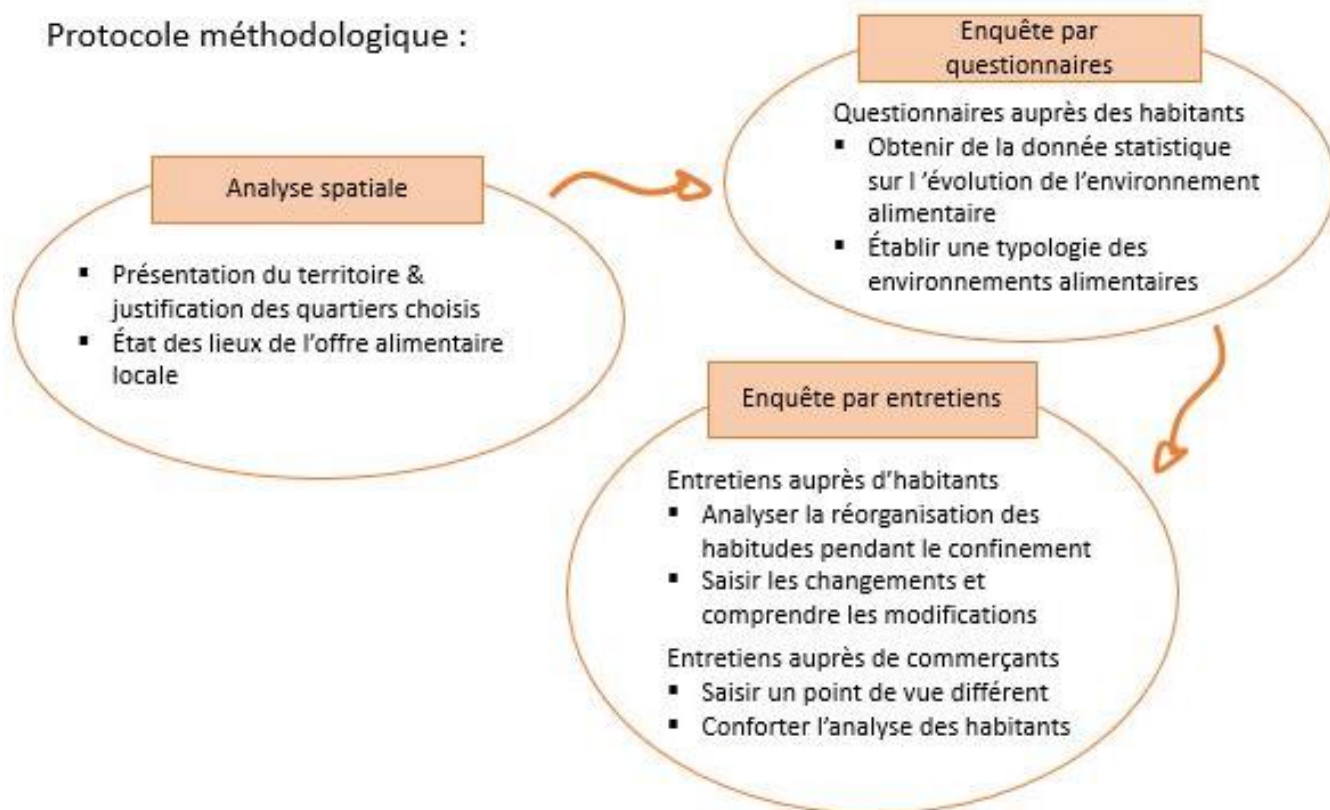 Protocole méthodologique :
Analyse spatiale
▪ Présentation du territoire &
justification des quartiers choisis
▪ État des lieux de l'offre alimentaire
locale
Enquête par
questionnaires
Questionnaires auprès des habitants
▪ Obtenir de la donnée statistique
sur l 'évolution de l'environnement
alimentaire
▪ Établir une typologie des
environnements alimentaires
Enquête par entretiens
Entretiens auprès d'habitants
▪ Analyser la réorganisation des
habitudes pendant le confinement
▪ Saisir les changements et
comprendre les modifications
Entretiens auprès de commerçants
▪ Saisir un point de vue différent
▪ Conforter l'analyse des habitants